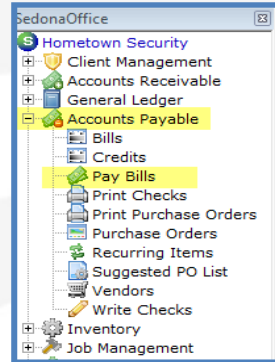 SedonaOffice
Hometown Security
Client Management
Accounts Receivable
General Ledger
Accounts Payable
Bills
Credits
Pay Bills
Print Checks
Print Purchase Orders
Purchase Orders
Recurring Items
Suggested PO List
Vendors
Write Checks
Inventory
Job Management